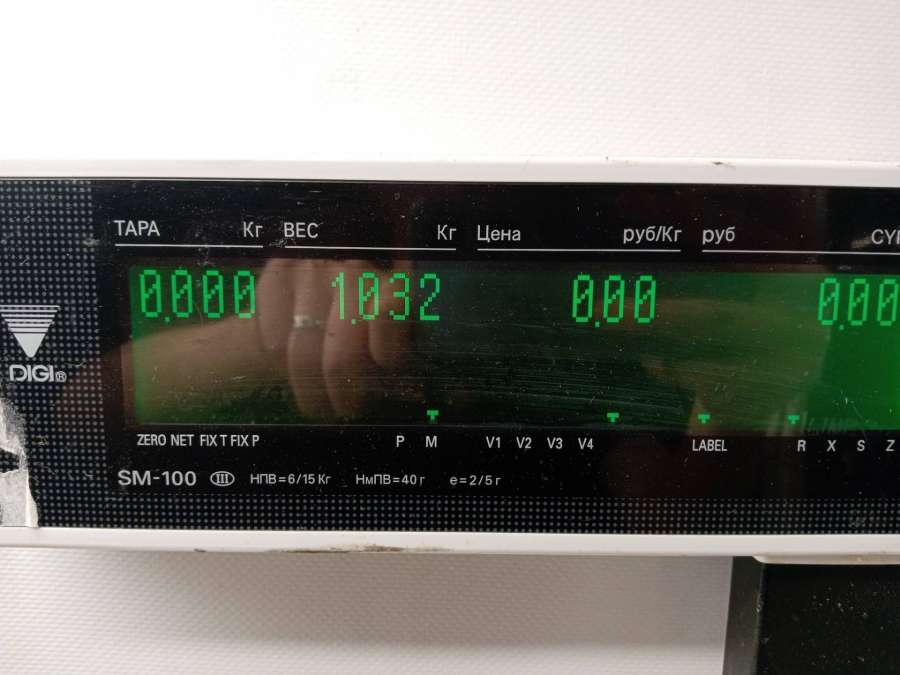 ТАРА Кг ВЕС Кг Цена руб/Кг руб
0.000 1.032 0.00 0.00
DIGI®
ZERO NET FIX T FIX P P M V1 V2 V3 V4 LABEL R X S Z
SM-100 III НПВ=6/15 Кг НмПВ=40 г e=2/5 г